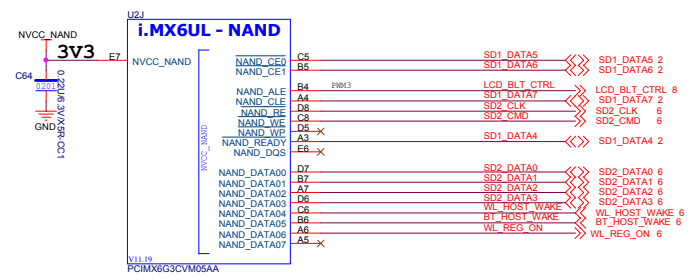 U2J
i.MX6UL - NAND
NVCC_NAND
3V3
E7
NVCC_NAND
C64
0201
0.22U6.3V/X5R-CC1
GND
NVCC_NAND
NAND_CE0 C5 SD1_DATA5 SD1_DATA5 2
NAND_CE1 B5 SD1_DATA6 SD1_DATA6 2
NAND_ALE B4 PWM3 LCD_BLT_CTRL LCD_BLT_CTRL 8
NAND_CLE A4 SD1_DATA7 SD1_DATA7 2
NAND_RE D8 SD2_CLK SD2_CLK 6
NAND_WE C8 SD2_CMD SD2_CMD 6
NAND_WP D5
NAND_READY A3 SD1_DATA4 SD1_DATA4 2
NAND_DQS E6
NAND_DATA00 D7 SD2_DATA0 SD2_DATA0 6
NAND_DATA01 B7 SD2_DATA1 SD2_DATA1 6
NAND_DATA02 A7 SD2_DATA2 SD2_DATA2 6
NAND_DATA03 D6 SD2_DATA3 SD2_DATA3 6
NAND_DATA04 C6 WL_HOST_WAKE WL_HOST_WAKE 6
NAND_DATA05 B6 BT_HOST_WAKE BT_HOST_WAKE 6
NAND_DATA06 A6 WL_REG_ON WL_REG_ON 6
NAND_DATA07 A5
V11.19
PCIMX6G3CVM05AA